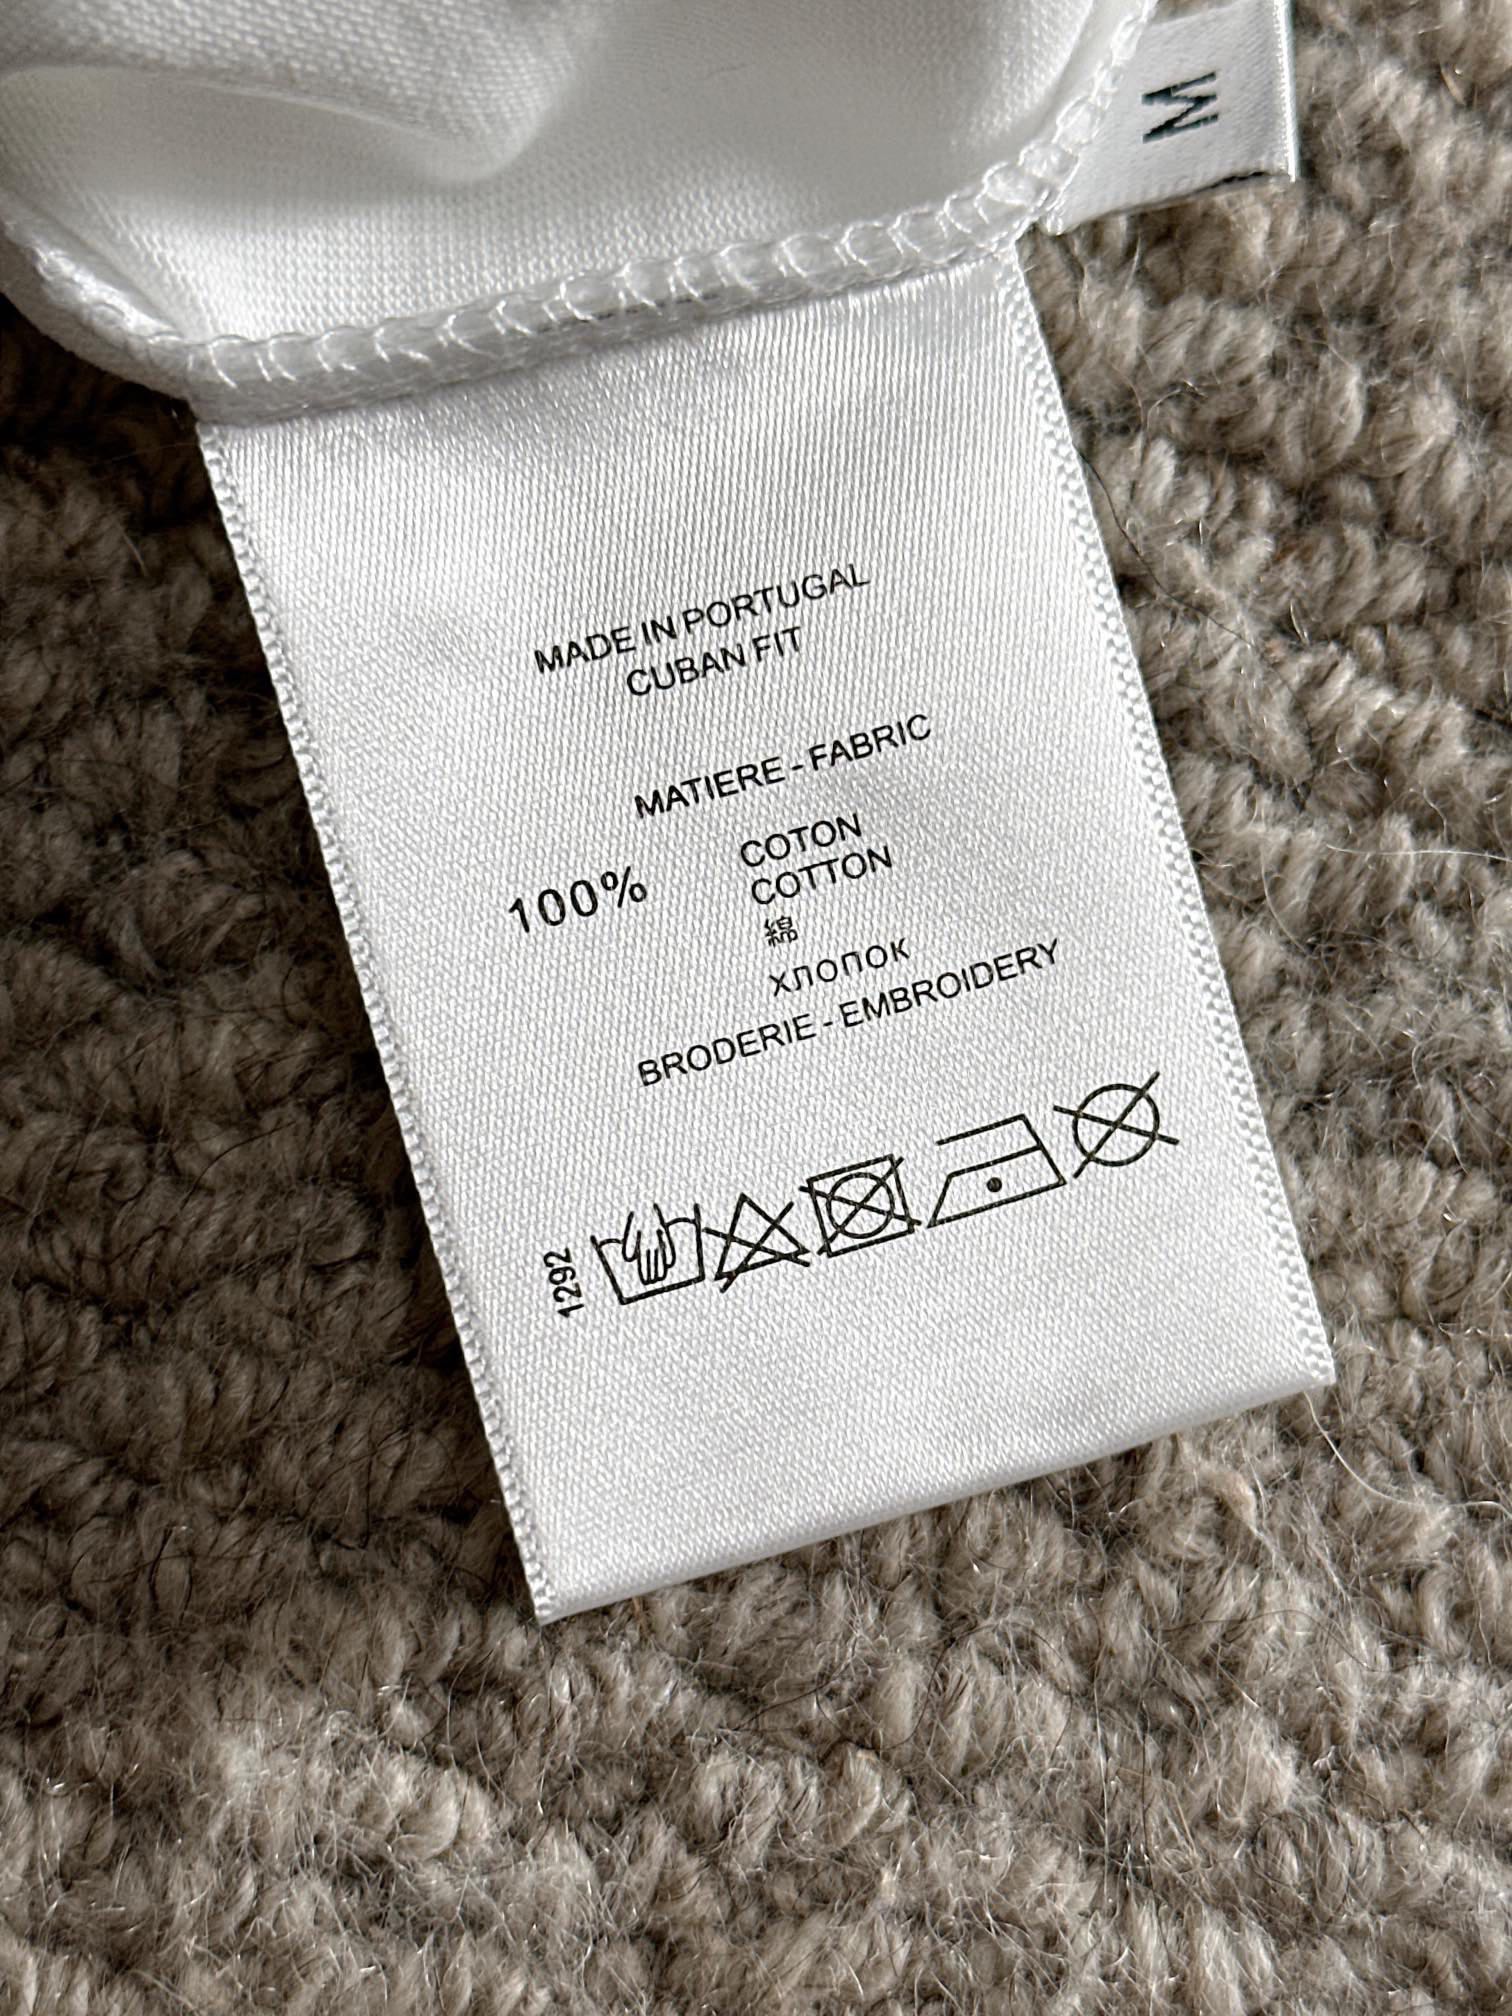 M
MADE IN PORTUGAL
CUBAN FIT
MATIERE - FABRIC
100%
COTON
COTTON
綿
хлопок
BRODERIE - EMBROIDERY
1292